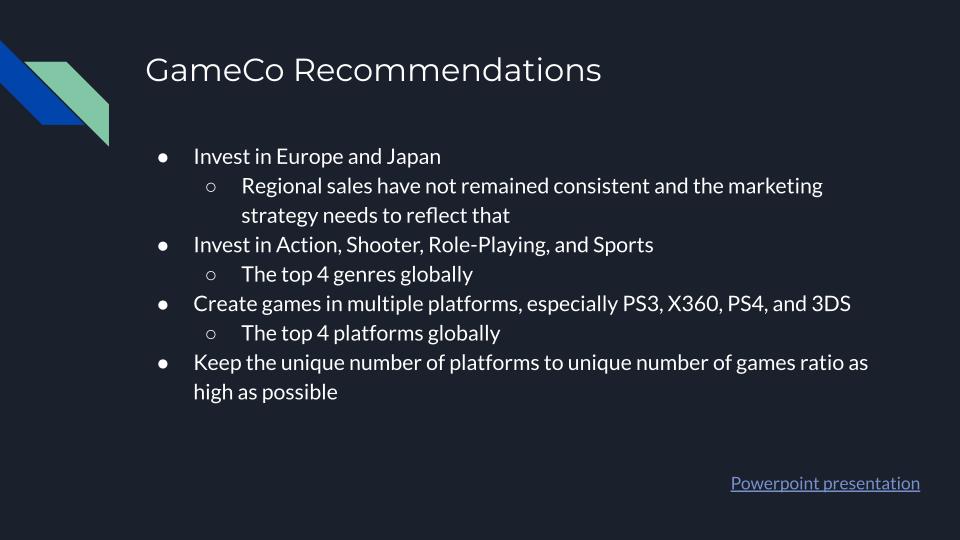 GameCo Recommendations
● Invest in Europe and Japan
○ Regional sales have not remained consistent and the marketing
strategy needs to reflect that
● Invest in Action, Shooter, Role-Playing, and Sports
○ The top 4 genres globally
● Create games in multiple platforms, especially PS3, X360, PS4, and 3DS
○ The top 4 platforms globally
● Keep the unique number of platforms to unique number of games ratio as
high as possible
Powerpoint presentation